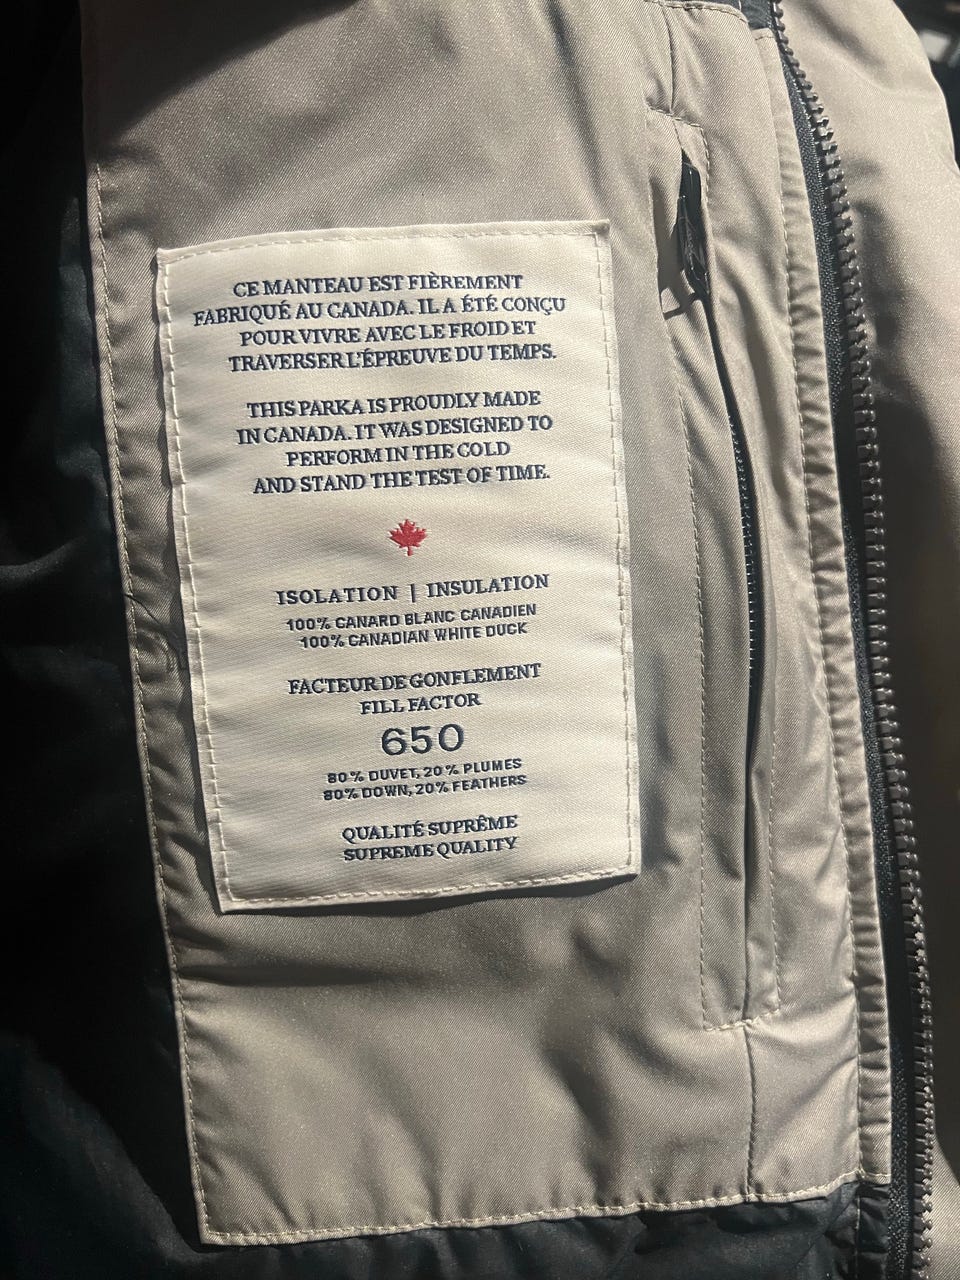 CE MANTEAU EST FIÈREMENT
FABRIQUÉ AU CANADA. IL A ÉTÉ CONÇU
POUR VIVRE AVEC LE FROID ET
TRAVERSER L'ÉPREUVE DU TEMPS.
THIS PARKA IS PROUDLY MADE
IN CANADA. IT WAS DESIGNED TO
PERFORM IN THE COLD
AND STAND THE TEST OF TIME.
ISOLATION | INSULATION
100% CANARD BLANC CANADIEN
100% CANADIAN WHITE DUCK
FACTEUR DE GONFLEMENT
FILL FACTOR
650
80% DUVET, 20% PLUMES
80% DOWN, 20% FEATHERS
QUALITÉ SUPRÊME
SUPREME QUALITY